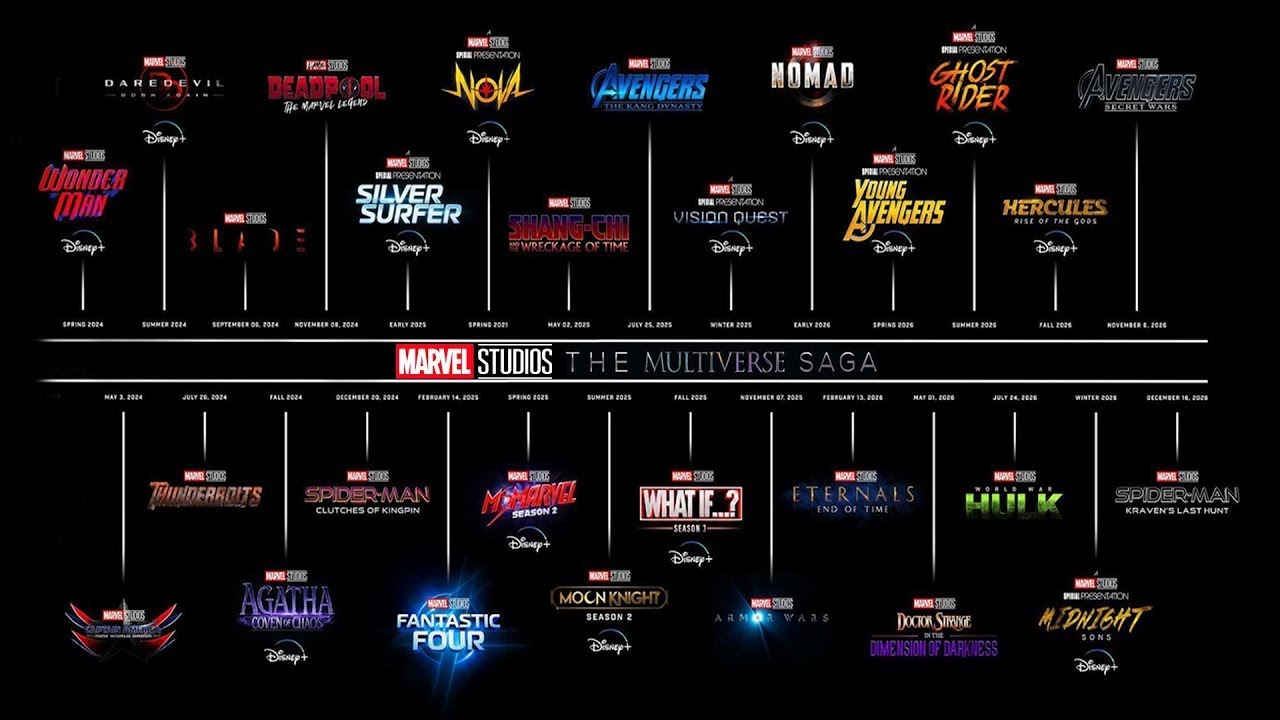 MARVEL STUDIOS
DAREDEVIL
BORN AGAIN
Disney+
MARVEL STUDIOS
DEADPOOL
THE MARVEL LEGEND
A
MARVEL STUDIOS
SPECIAL PRESENTATION
NOVA
Disney+
MARVEL STUDIOS
AVENGERS
THE KANG DYNASTY
MARVEL STUDIOS
NOMAD
Disney+
A
MARVEL STUDIOS
SPECIAL PRESENTATION
GHOST
RIDER
Disney+
MARVEL STUDIOS
AVENGERS
SECRET WARS
MARVEL STUDIOS
WONDER
MAN
Disney+
MARVEL STUDIOS
BLADE
A
MARVEL STUDIOS
SPECIAL PRESENTATION
SILVER
SURFER
Disney+
MARVEL STUDIOS
SHANG-CHI
AND THE WRECKAGE OF TIME
A
MARVEL STUDIOS
SPECIAL PRESENTATION
VISION QUEST
Disney+
A
MARVEL STUDIOS
SPECIAL PRESENTATION
YOUNG
AVENGERS
Disney+
MARVEL STUDIOS
HERCULES
RISE OF THE GODS
Disney+
SPRING 2024 SUMMER 2024 SEPTEMBER 06, 2024 NOVEMBER 08, 2024 EARLY 2025 SPRING 2021 MAY 02, 2025 JULY 25, 2025 WINTER 2025 EARLY 2026 SPRING 2026 SUMMER 2026 FALL 2026 NOVEMBER 6, 2026
MARVEL STUDIOS THE MULTIVERSE SAGA
MAY 3, 2024 JULY 26, 2024 FALL 2024 DECEMBER 20, 2024 FEBRUARY 14, 2025 SPRING 2025 SUMMER 2025 FALL 2025 NOVEMBER 07, 2025 FEBRUARY 13, 2026 MAY 01, 2026 JULY 24, 2026 WINTER 2026 DECEMBER 18, 2026
MARVEL STUDIOS
THUNDERBOLTS
MARVEL STUDIOS
SPIDER-MAN
CLUTCHES OF KINGPIN
MARVEL STUDIOS
MS MARVEL
SEASON 2
Disney+
MARVEL STUDIOS
WHAT IF...?
SEASON 3
Disney+
MARVEL STUDIOS
ETERNALS
END OF TIME
MARVEL STUDIOS
WORLD WAR
HULK
MARVEL STUDIOS
SPIDER-MAN
KRAVEN'S LAST HUNT
MARVEL STUDIOS
CAPTAIN AMERICA
NEW WORLD ORDER
MARVEL STUDIOS
AGATHA
COVEN OF CHAOS
Disney+
MARVEL STUDIOS
FANTASTIC
FOUR
MARVEL STUDIOS
MOON KNIGHT
SEASON 2
Disney+
MARVEL STUDIOS
ARMOR WARS
MARVEL STUDIOS
DOCTOR STRANGE
IN THE
DIMENSION OF DARKNESS
A
MARVEL STUDIOS
SPECIAL PRESENTATION
MIDNIGHT
SONS
Disney+